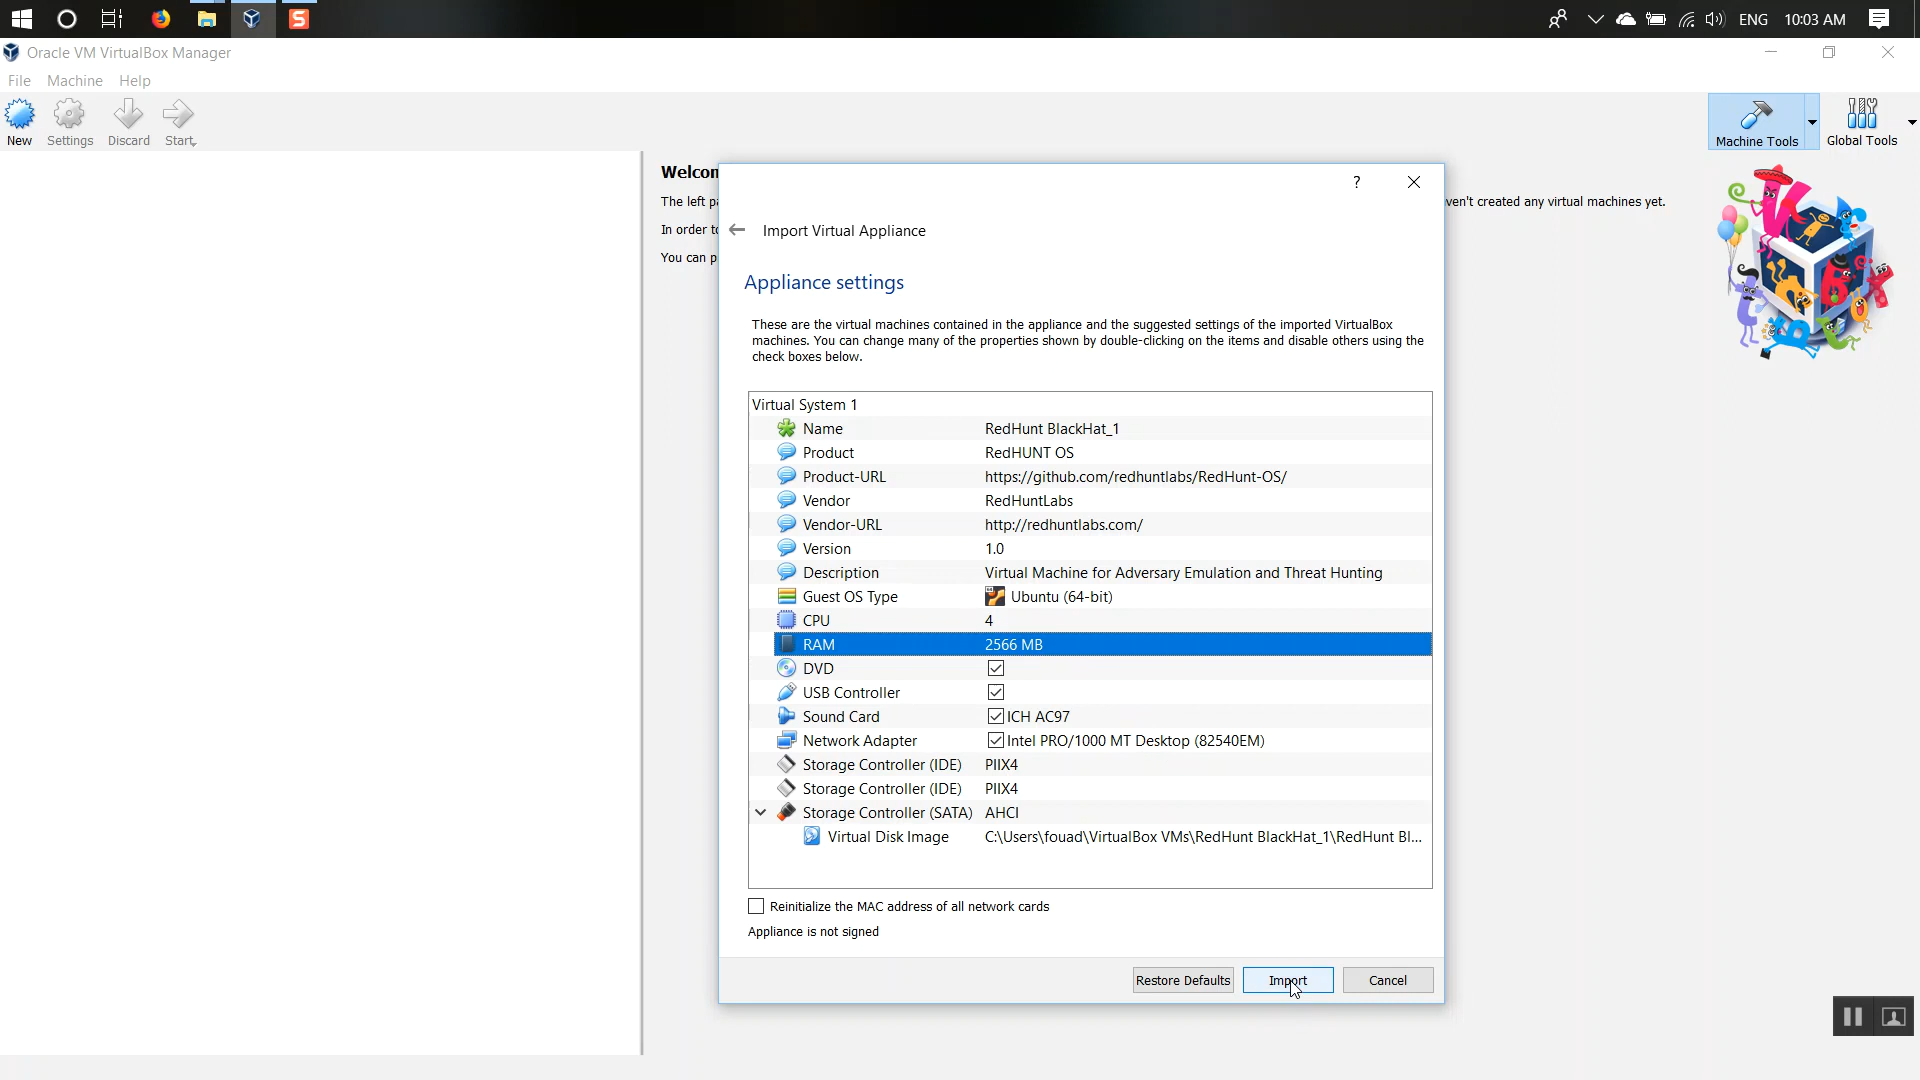 ENG 10:03 AM
Oracle VM VirtualBox Manager
File Machine Help
New Settings Discard Start
Machine Tools Global Tools
Welcom
The left pa
ven't created any virtual machines yet.
In order to
You can p
Import Virtual Appliance
Appliance settings
These are the virtual machines contained in the appliance and the suggested settings of the imported VirtualBox
machines. You can change many of the properties shown by double-clicking on the items and disable others using the
check boxes below.
Virtual System 1
Name RedHunt BlackHat_1
Product RedHUNT OS
Product-URL https://github.com/redhuntlabs/RedHunt-OS/
Vendor RedHuntLabs
Vendor-URL http://redhuntlabs.com/
Version 1.0
Description Virtual Machine for Adversary Emulation and Threat Hunting
Guest OS Type Ubuntu (64-bit)
CPU 4
RAM 2566 MB
DVD
USB Controller
Sound Card ICH AC97
Network Adapter Intel PRO/1000 MT Desktop (82540EM)
Storage Controller (IDE) PIIX4
Storage Controller (IDE) PIIX4
Storage Controller (SATA) AHCI
Virtual Disk Image C:\Users\fouad\VirtualBox VMs\RedHunt BlackHat_1\RedHunt Bl...
Reinitialize the MAC address of all network cards
Appliance is not signed
Restore Defaults Import Cancel